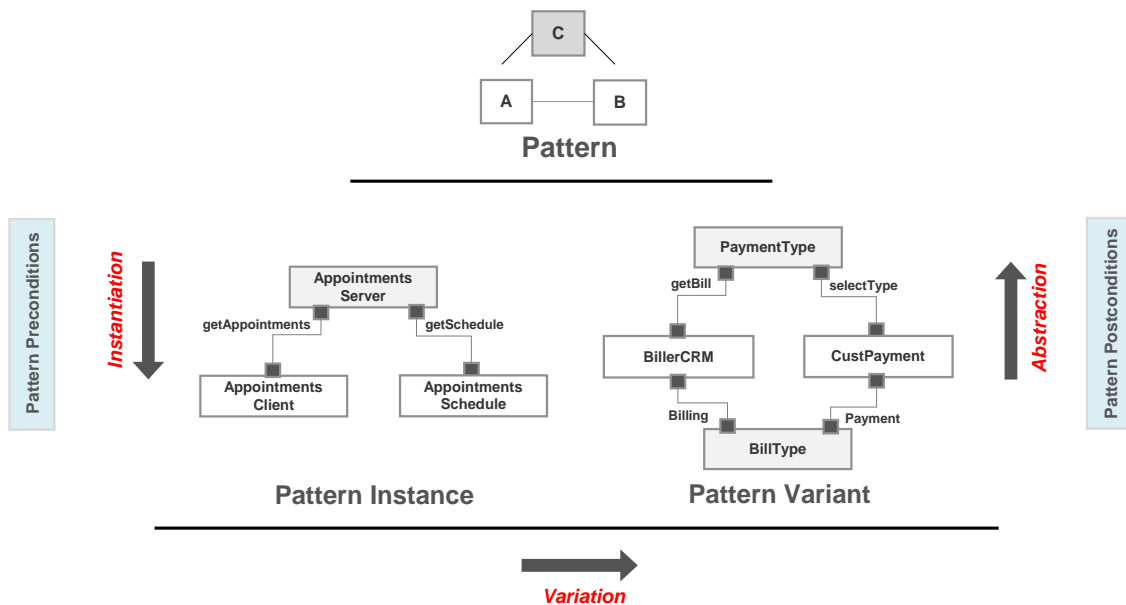 C
A
B
Pattern
Pattern Preconditions
Instantiation
Appointments
Server
getAppointments
getSchedule
Appointments
Client
Appointments
Schedule
Pattern Instance
PaymentType
getBill
selectType
BillerCRM
CustPayment
Billing
Payment
BillType
Pattern Variant
Abstraction
Pattern Postconditions
Variation